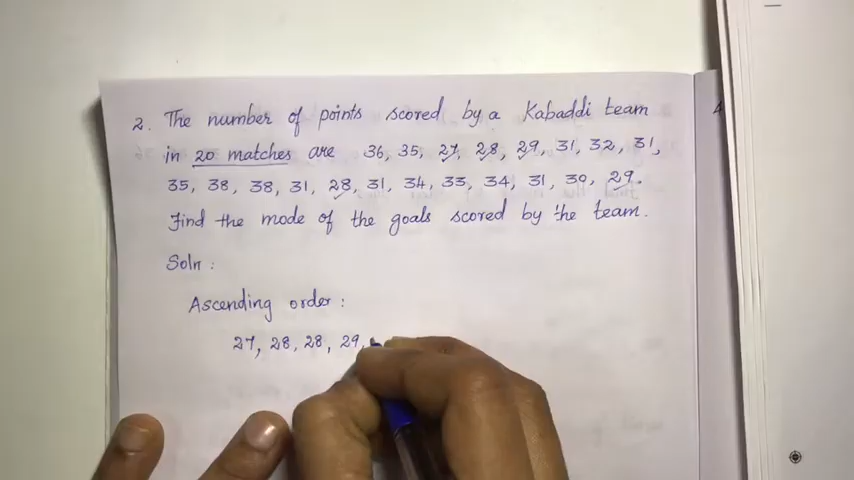 2. The number of points scored by a Kabaddi team
in 20 matches are 36, 35, 27, 28, 29, 31, 32, 31,
35, 38, 38, 31, 28, 31, 34, 33, 34, 31, 30, 29.
Find the mode of the goals scored by the team.
Soln :
Ascending order :
27, 28, 28, 29,
4